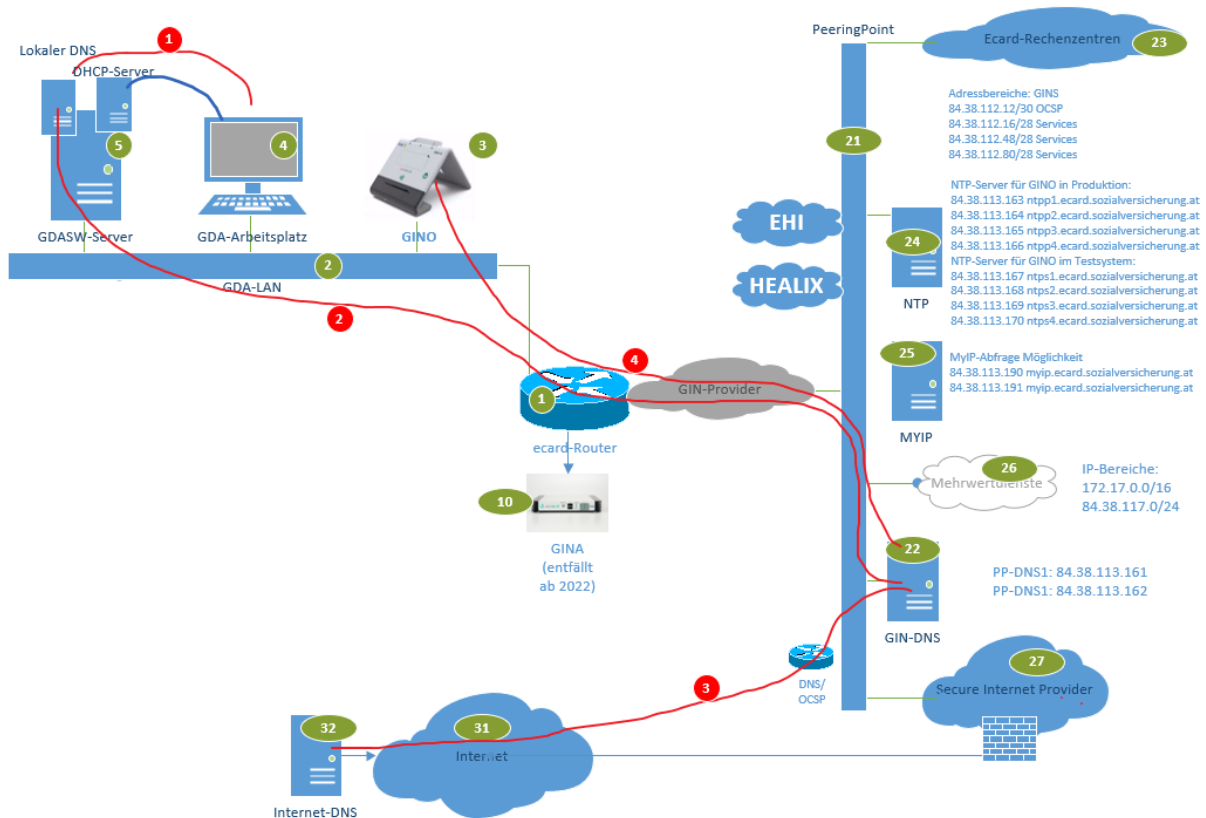 PeeringPoint
Ecard-Rechenzentren
23
1
Lokaler DNS
DHCP-Server
5
4
3
GDASW-Server
GDA-Arbeitsplatz
GINO
2
GDA-LAN
2
21
Adressbereiche: GINS
84.38.112.12/30 OCSP
84.38.112.16/28 Services
84.38.112.48/28 Services
84.38.112.80/28 Services
EHI
HEALIX
24
NTP
NTP-Server für GINO in Produktion:
84.38.113.163 ntpp1.ecard.sozialversicherung.at
84.38.113.164 ntpp2.ecard.sozialversicherung.at
84.38.113.165 ntpp3.ecard.sozialversicherung.at
84.38.113.166 ntpp4.ecard.sozialversicherung.at
NTP-Server für GINO im Testsystem:
84.38.113.167 ntps1.ecard.sozialversicherung.at
84.38.113.168 ntps2.ecard.sozialversicherung.at
84.38.113.169 ntps3.ecard.sozialversicherung.at
84.38.113.170 ntps4.ecard.sozialversicherung.at
25
MYIP
MyIP-Abfrage Möglichkeit
84.38.113.190 myip.ecard.sozialversicherung.at
84.38.113.191 myip.ecard.sozialversicherung.at
4
GIN-Provider
1
ecard-Router
10
GINA
(entfällt
ab 2022)
26
Mehrwertdienste
IP-Bereiche:
172.17.0.0/16
84.38.117.0/24
22
GIN-DNS
PP-DNS1: 84.38.113.161
PP-DNS1: 84.38.113.162
DNS/
OCSP
3
27
Secure Internet Provider
32
Internet-DNS
31
Internet